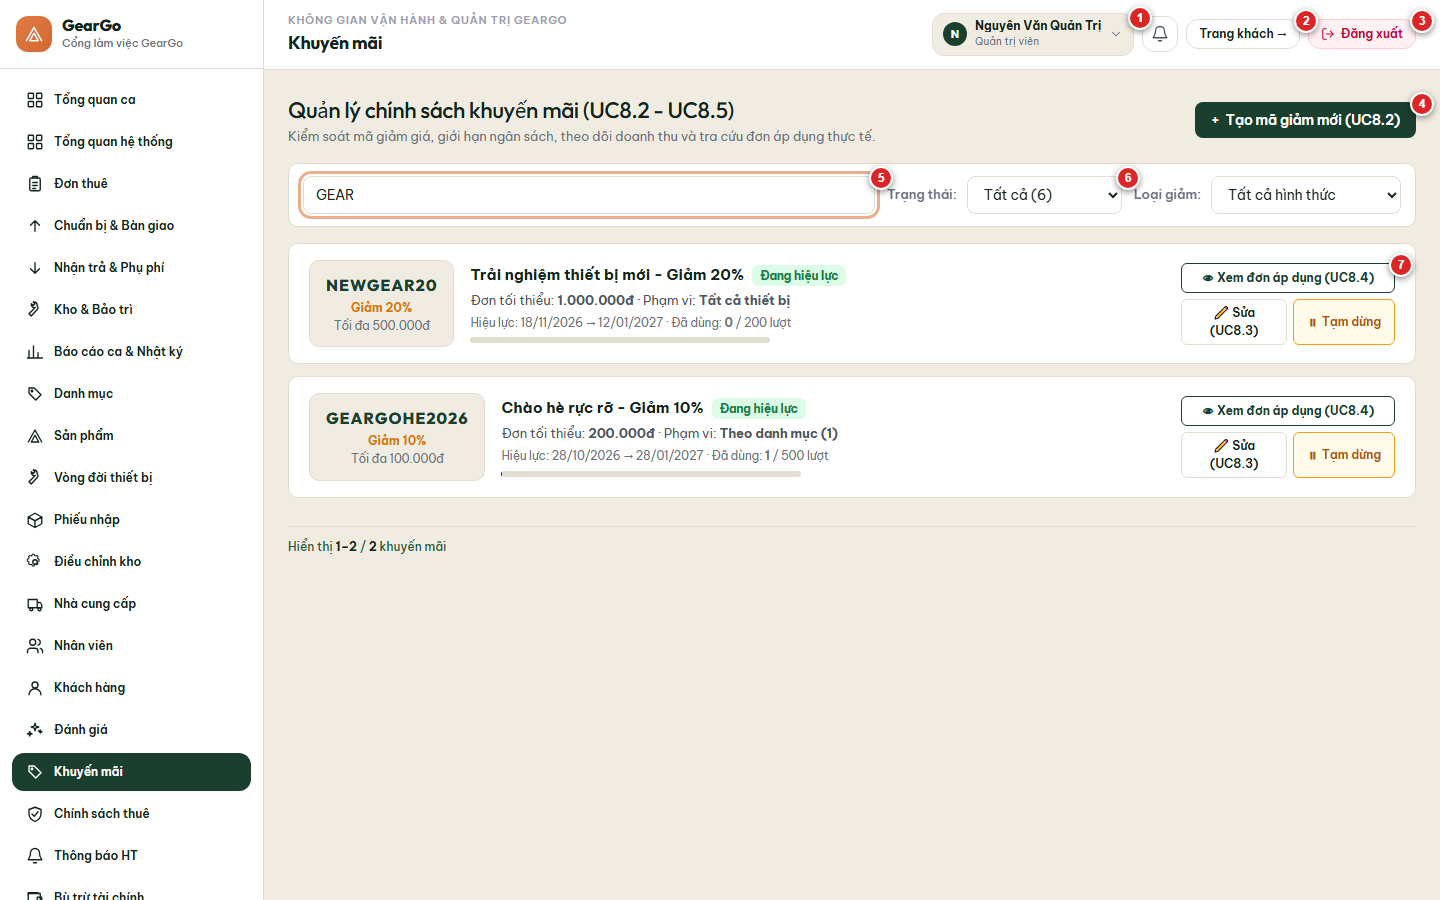 GearGo
Cổng làm việc GearGo
Tổng quan ca
Tổng quan hệ thống
Đơn thuê
Chuẩn bị & Bàn giao
Nhận trả & Phụ phí
Kho & Bảo trì
Báo cáo ca & Nhật ký
Danh mục
Sản phẩm
Vòng đời thiết bị
Phiếu nhập
Điều chỉnh kho
Nhà cung cấp
Nhân viên
Khách hàng
Đánh giá
Khuyến mãi
Chính sách thuê
Thông báo HT
Bù trừ tài chính
KHÔNG GIAN VẬN HÀNH & QUẢN TRỊ GEARGO
Khuyến mãi
N
Nguyễn Văn Quản Trị
Quản trị viên
1
Trang khách →
2
Đăng xuất
3
Quản lý chính sách khuyến mãi (UC8.2 - UC8.5)
Kiểm soát mã giảm giá, giới hạn ngân sách, theo dõi doanh thu và tra cứu đơn áp dụng thực tế.
+ Tạo mã giảm mới (UC8.2)
4
GEAR
5
Trạng thái:
Tất cả (6)
6
Loại giảm:
Tất cả hình thức
NEWGEAR20
Giảm 20%
Tối đa 500.000đ
Trải nghiệm thiết bị mới - Giảm 20% Đang hiệu lực
Đơn tối thiểu: 1.000.000đ · Phạm vi: Tất cả thiết bị
Hiệu lực: 18/11/2026 → 12/01/2027 · Đã dùng: 0 / 200 lượt
Xem đơn áp dụng (UC8.4)
7
Sửa
(UC8.3)
Tạm dừng
GEARGOHE2026
Giảm 10%
Tối đa 100.000đ
Chào hè rực rỡ - Giảm 10% Đang hiệu lực
Đơn tối thiểu: 200.000đ · Phạm vi: Theo danh mục (1)
Hiệu lực: 28/10/2026 → 28/01/2027 · Đã dùng: 1 / 500 lượt
Xem đơn áp dụng (UC8.4)
Sửa
(UC8.3)
Tạm dừng
Hiển thị 1–2 / 2 khuyến mãi